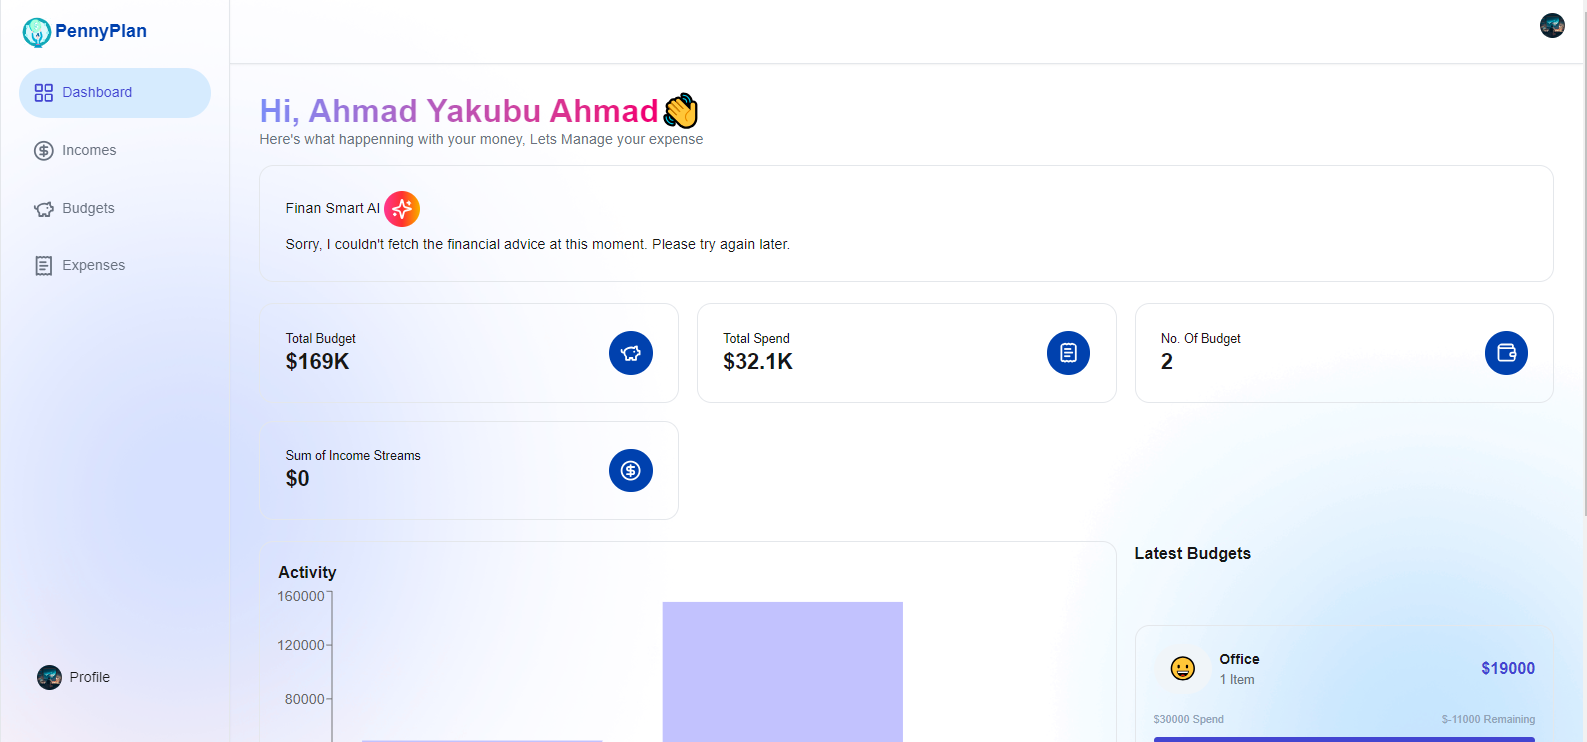 PennyPlan
Dashboard
Incomes
Budgets
Expenses
Profile
Hi, Ahmad Yakubu Ahmad👋
Here's what happenning with your money, Lets Manage your expense
Finan Smart AI
Sorry, I couldn't fetch the financial advice at this moment. Please try again later.
Total Budget
$169K
Total Spend
$32.1K
No. Of Budget
2
Sum of Income Streams
$0
Activity
160000
120000
80000
Latest Budgets
Office
1 Item
$19000
$30000 Spend
$-11000 Remaining